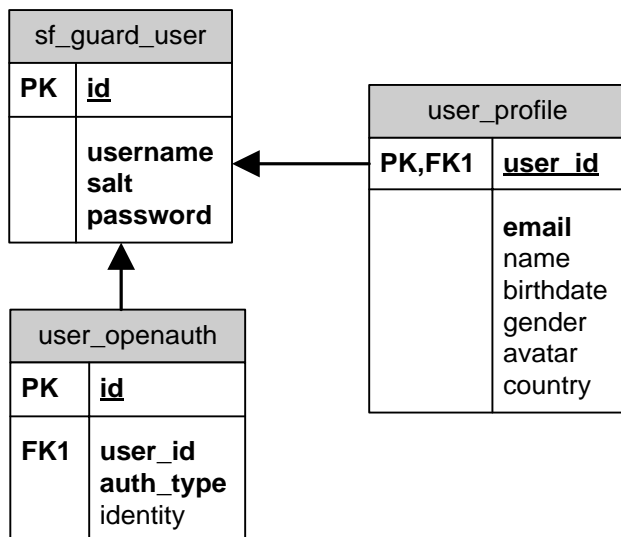 sf_guard_user
PK id
username
salt
password
user_profile
PK,FK1 user_id
email
name
birthdate
gender
avatar
country
user_openauth
PK id
FK1 user_id
auth_type
identity